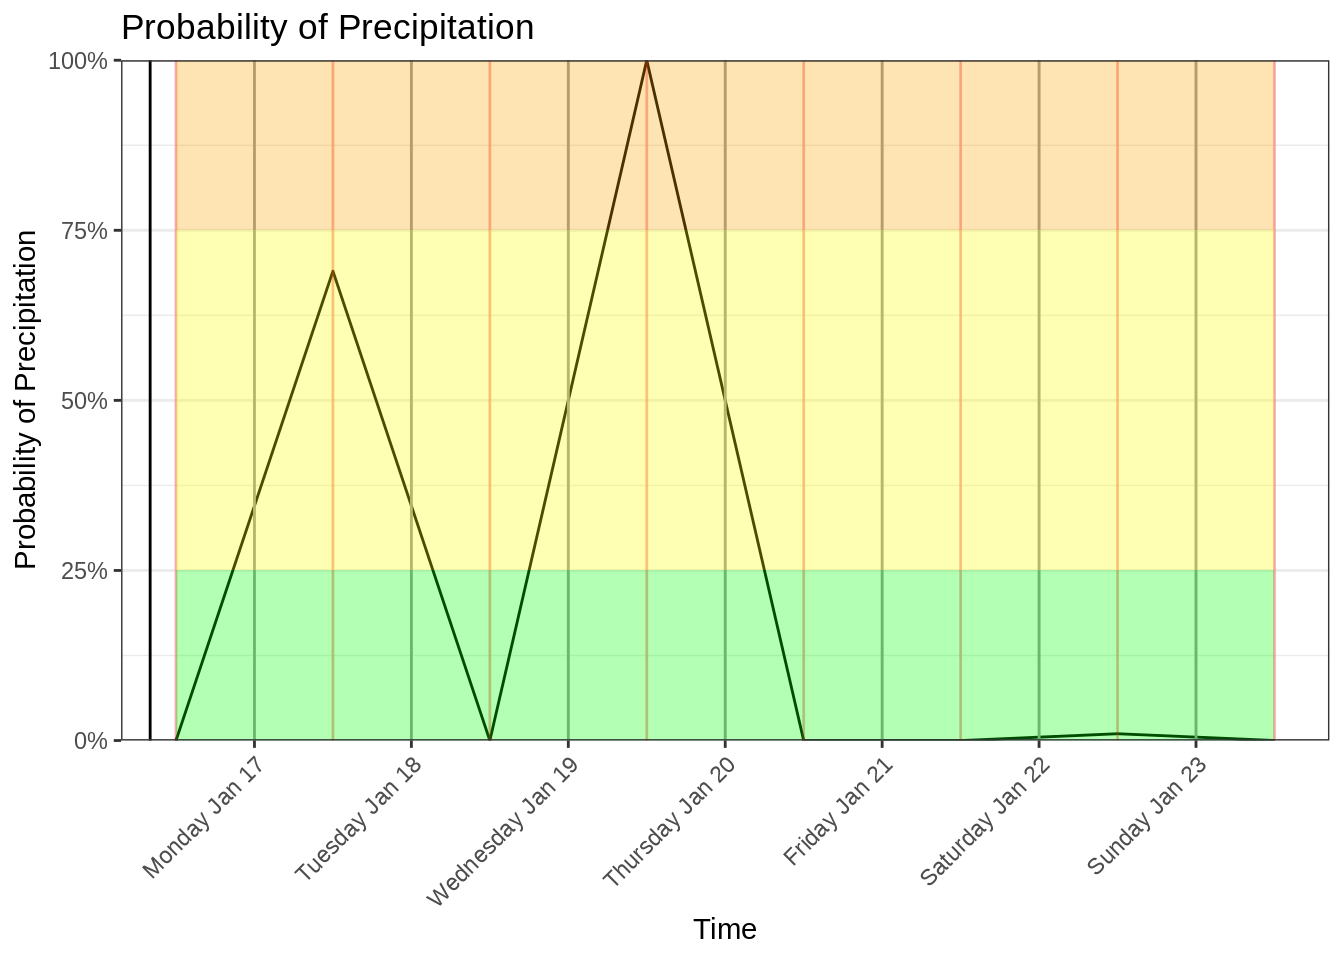 Probability of Precipitation
Probability of Precipitation
100%
75%
50%
25%
0%
Monday Jan 17
Tuesday Jan 18
Wednesday Jan 19
Thursday Jan 20
Friday Jan 21
Saturday Jan 22
Sunday Jan 23
Time